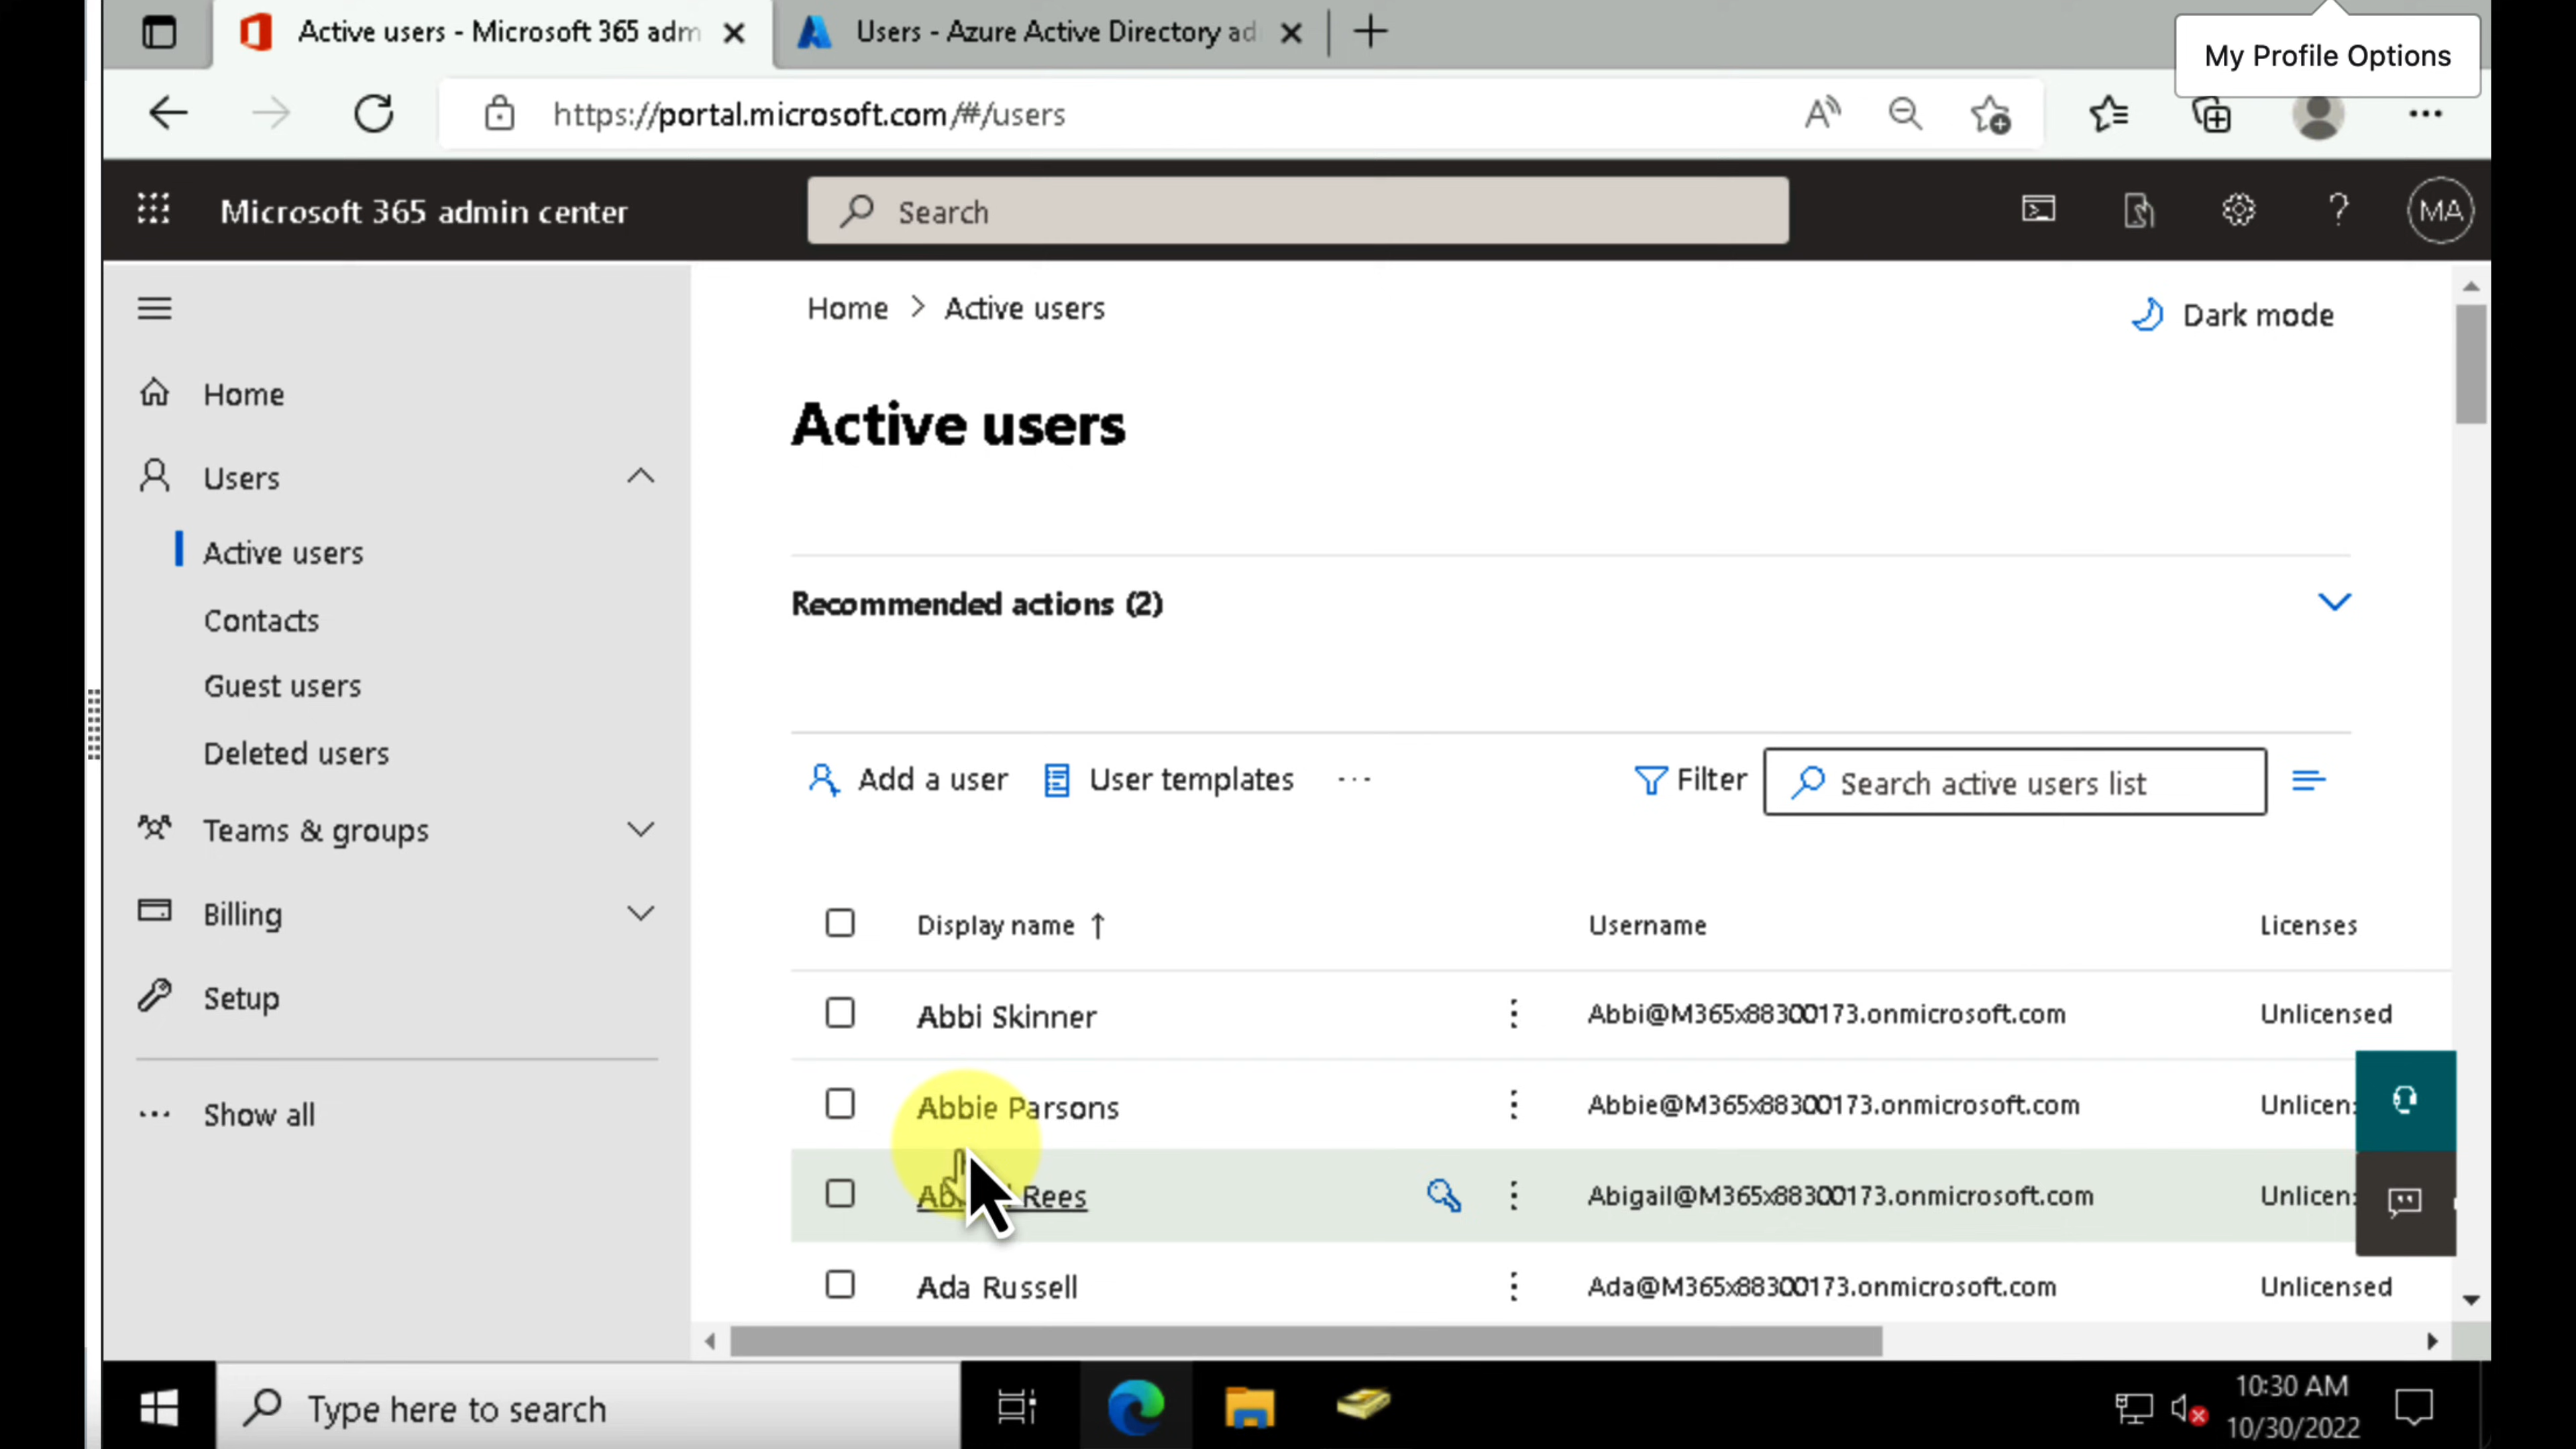 Active users - Microsoft 365 adm
Users - Azure Active Directory ad
My Profile Options
https://portal.microsoft.com/#/users
Microsoft 365 admin center
Search
MA
Home > Active users
Dark mode
Home
Users
Active users
Contacts
Guest users
Deleted users
Teams & groups
Billing
Setup
Show all
Active users
Recommended actions (2)
Add a user
User templates
Filter
Search active users list
Display name ↑
Username
Licenses
Abbi Skinner
Abbi@M365x88300173.onmicrosoft.com
Unlicensed
Abbie Parsons
Abbie@M365x88300173.onmicrosoft.com
Unlicen
Rees
Abigail@M365x88300173.onmicrosoft.com
Unlicen
Ada Russell
Ada@M365x88300173.onmicrosoft.com
Unlicensed
Type here to search
10:30 AM
10/30/2022